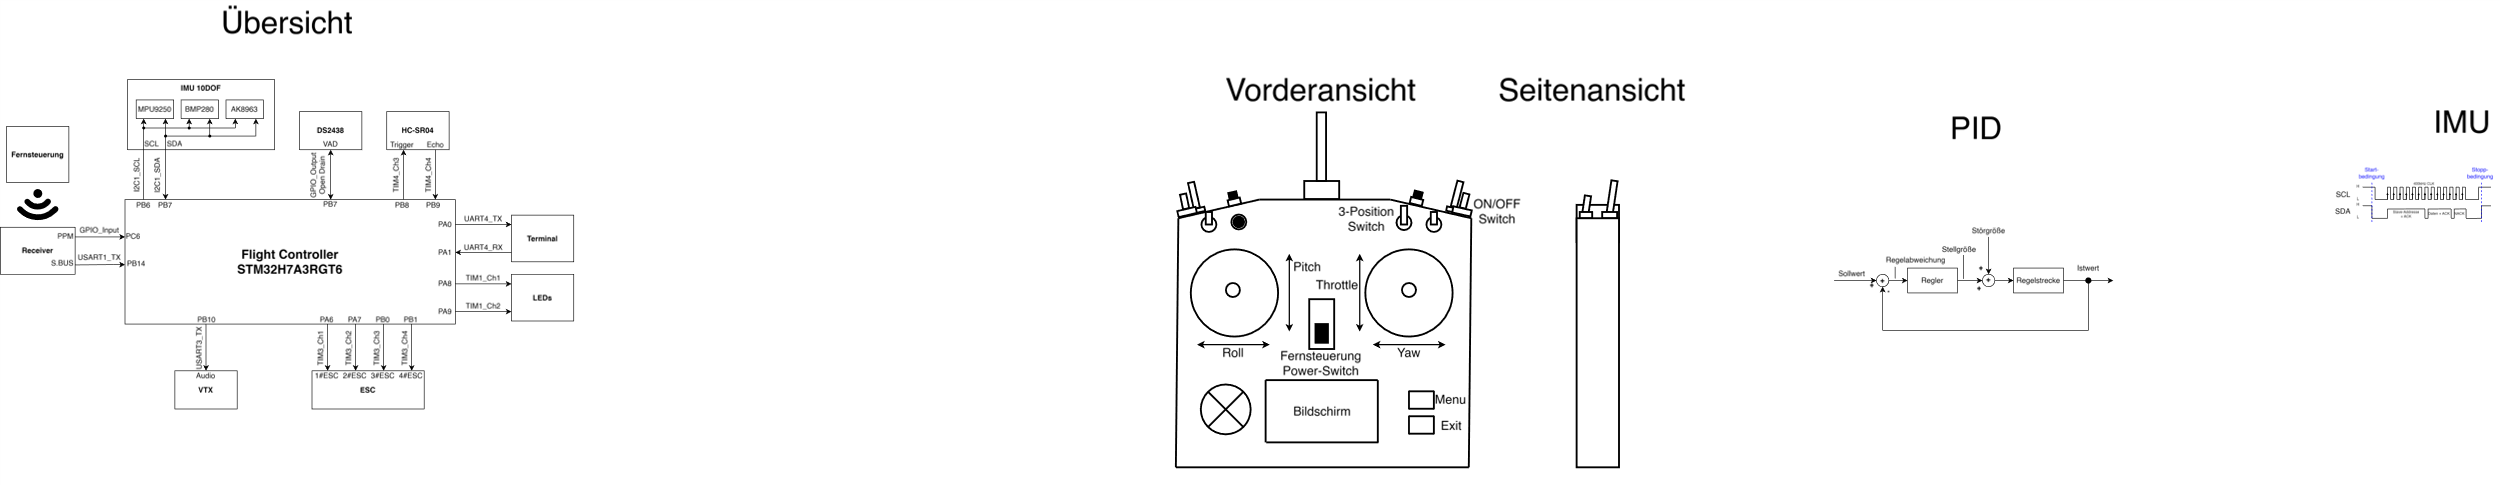 Übersicht
IMU 10DOF
MPU9250
BMP280
AK8963
SCL
SDA
DS2438
VAD
HC-SR04
Trigger
Echo
Fernsteuerung
I2C1_SCL
I2C1_SDA
GPIO_Output
Open Drain
TIM4_Ch3
TIM4_Ch4
PB6
PB7
PB7
PB8
PB9
Receiver
PPM
S.BUS
GPIO_Input
USART1_TX
PC6
PB14
Flight Controller
STM32H7A3RGT6
PA0
PA1
PA8
PA9
UART4_TX
UART4_RX
TIM1_Ch1
TIM1_Ch2
Terminal
LEDs
PB10
PA6
PA7
PB0
PB1
USART3_TX
TIM3_Ch1
TIM3_Ch2
TIM3_Ch3
TIM3_Ch4
Audio
VTX
1#ESC
2#ESC
3#ESC
4#ESC
ESC
Vorderansicht
3-Position
Switch
ON/OFF
Switch
Pitch
Throttle
Roll
Yaw
Fernsteuerung
Power-Switch
Bildschirm
Menu
Exit
Seitenansicht
PID
Störgröße
Stellgröße
Regelabweichung
Sollwert
Istwert
+
+
-
Regler
+
+
+
Regelstrecke
IMU
Start-
bedingung
Stopp-
bedingung
SCL
H
L
SDA
H
L